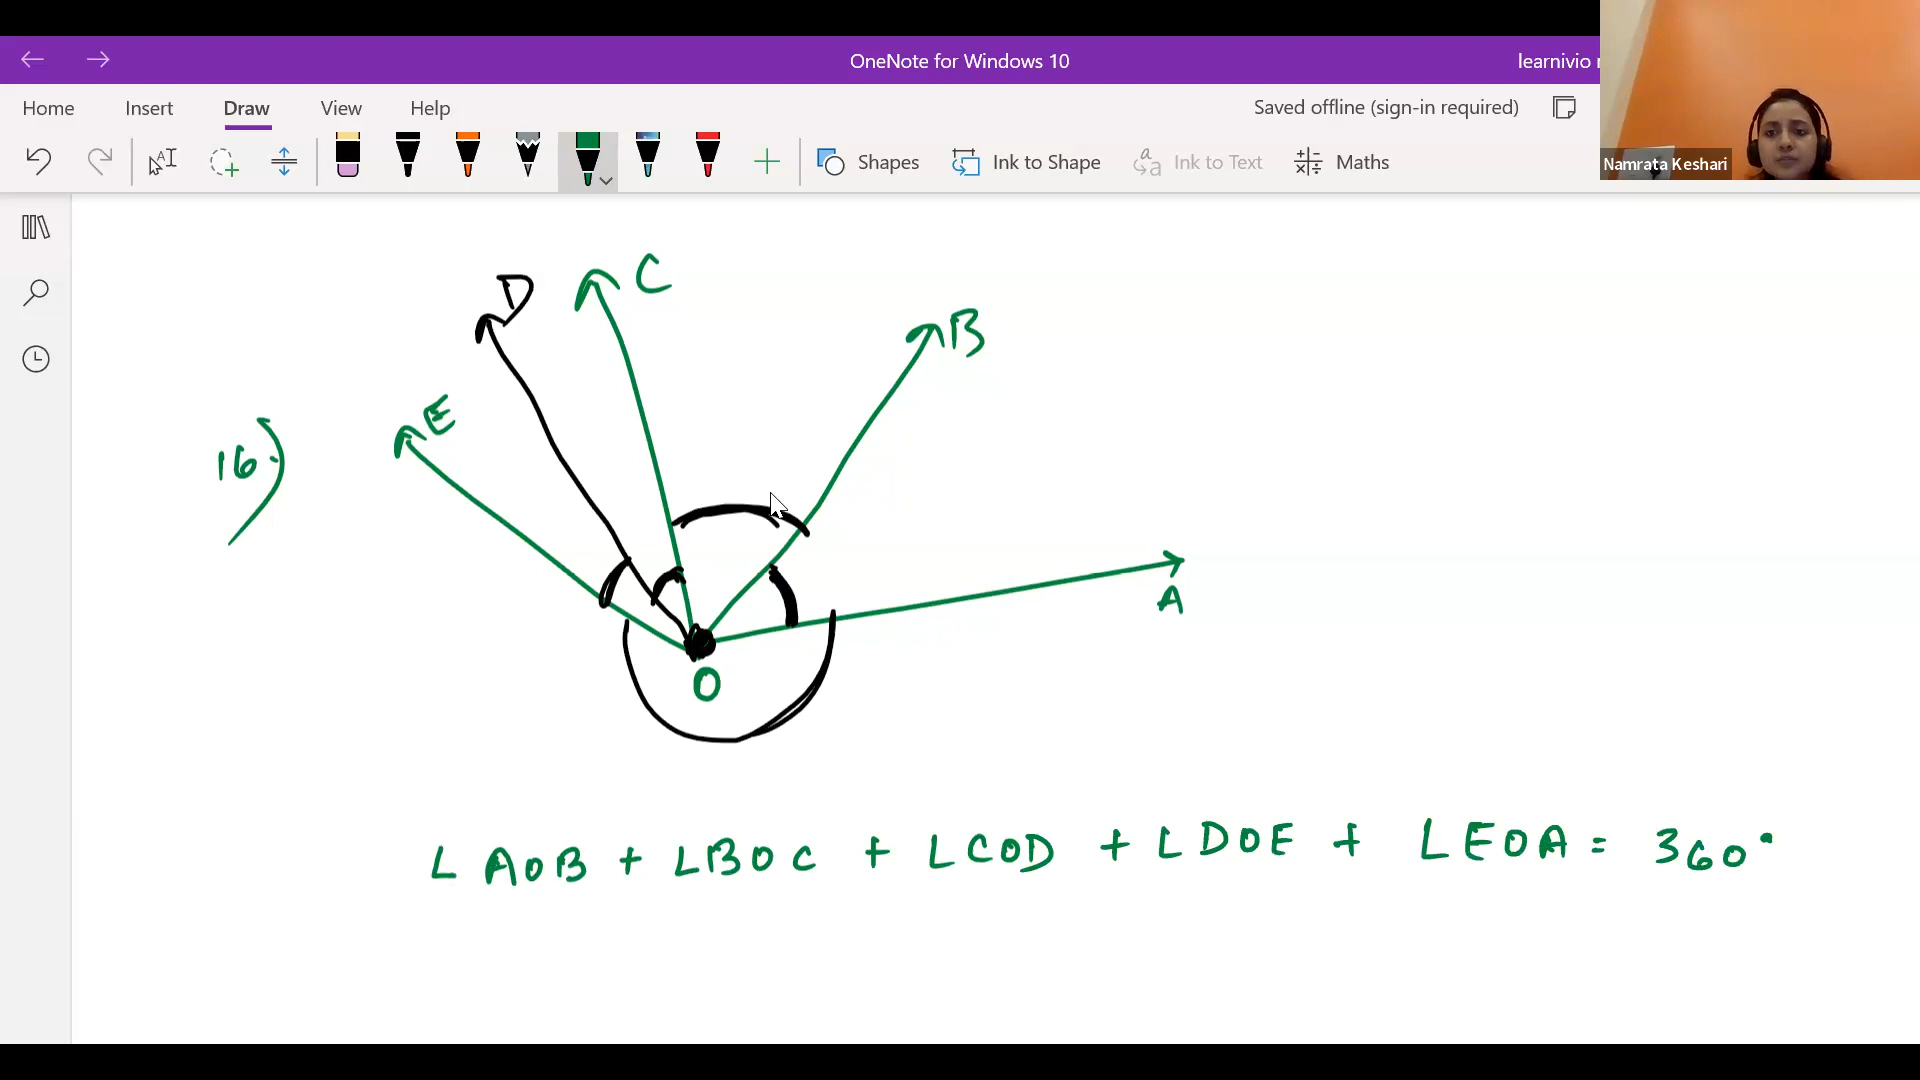 OneNote for Windows 10
learnivio
Home Insert Draw View Help
Saved offline (sign-in required)
Shapes Ink to Shape Ink to Text Maths
Namrata Keshari
D C B
E
16.)
A
O
∠AOB + ∠BOC + ∠COD + ∠DOE + ∠EOA = 360°